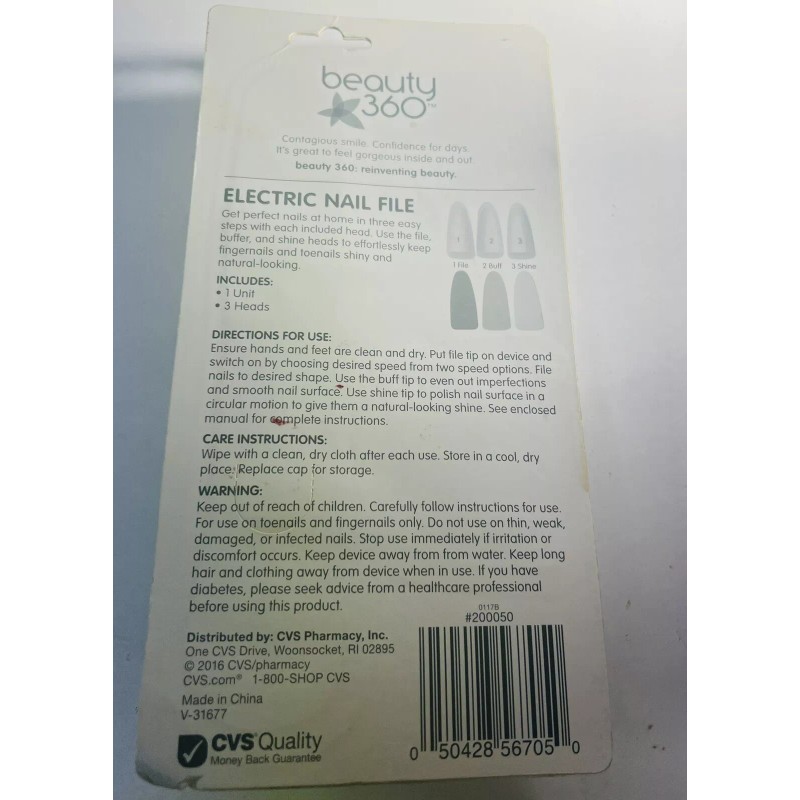 beauty
360™
Contagious smile. Confidence for days.
It's great to feel gorgeous inside and out.
beauty 360: reinventing beauty.
ELECTRIC NAIL FILE
Get perfect nails at home in three easy
steps with each included head. Use the file,
buffer, and shine heads to effortlessly keep
fingernails and toenails shiny and
natural-looking.
1 2 3
1 File 2 Buff 3 Shine
INCLUDES:
• 1 Unit
• 3 Heads
DIRECTIONS FOR USE:
Ensure hands and feet are clean and dry. Put file tip on device and
switch on by choosing desired speed from two speed options. File
nails to desired shape. Use the buff tip to even out imperfections
and smooth nail surface. Use shine tip to polish nail surface in a
circular motion to give them a natural-looking shine. See enclosed
manual for complete instructions.
CARE INSTRUCTIONS:
Wipe with a clean, dry cloth after each use. Store in a cool, dry
place. Replace cap for storage.
WARNING:
Keep out of reach of children. Carefully follow instructions for use.
For use on toenails and fingernails only. Do not use on thin, weak,
damaged, or infected nails. Stop use immediately if irritation or
discomfort occurs. Keep device away from from water. Keep long
hair and clothing away from device when in use. If you have
diabetes, please seek advice from a healthcare professional
before using this product.
0117B
#200050
Distributed by: CVS Pharmacy, Inc.
One CVS Drive, Woonsocket, RI 02895
© 2016 CVS/pharmacy
CVS.com® 1-800-SHOP CVS
Made in China
V-31677
CVS Quality
Money Back Guarantee
0 50428 56705 0